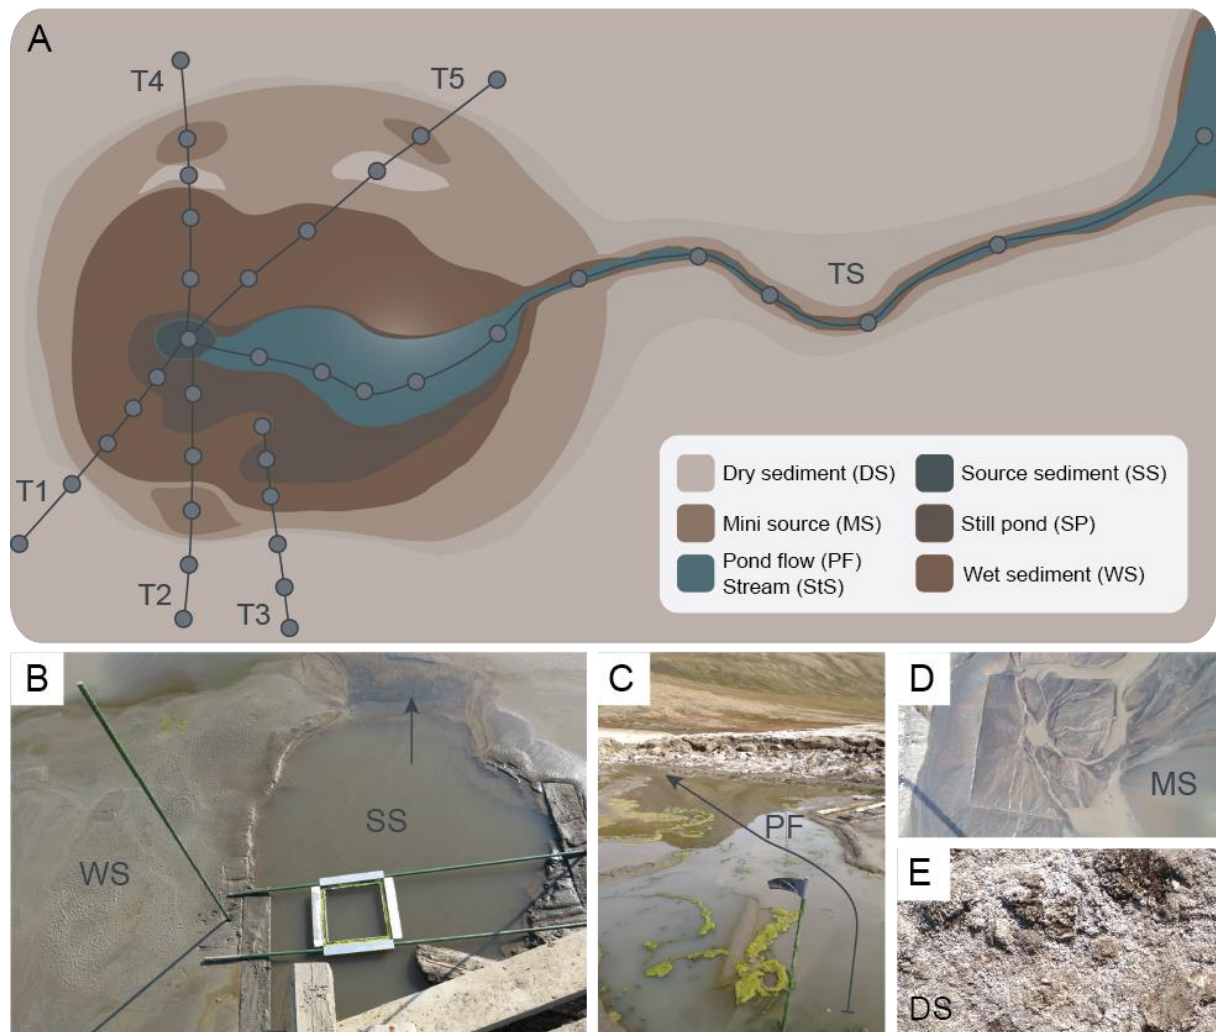 A
T4
T5
TS
T1
T2
T3
Dry sediment (DS)
Source sediment (SS)
Mini source (MS)
Still pond (SP)
Pond flow (PF)
Stream (StS)
Wet sediment (WS)
B
SS
WS
C
PF
D
MS
E
DS